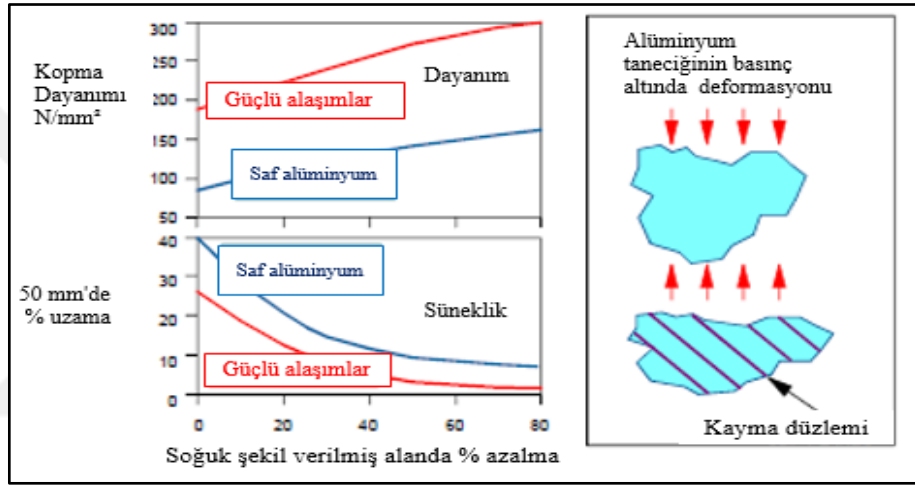 Kopma
Dayanımı
N/mm²
300
250
200
150
100
50
Dayanım
Güçlü alaşımlar
Saf alüminyum
50 mm'de
% uzama
40
30
20
10
0
Saf alüminyum
Süneklik
Güçlü alaşımlar
0 20 40 60 80
Soğuk şekil verilmiş alanda % azalma
Alüminyum
taneciğinin basınç
altında deformasyonu
Kayma düzlemi